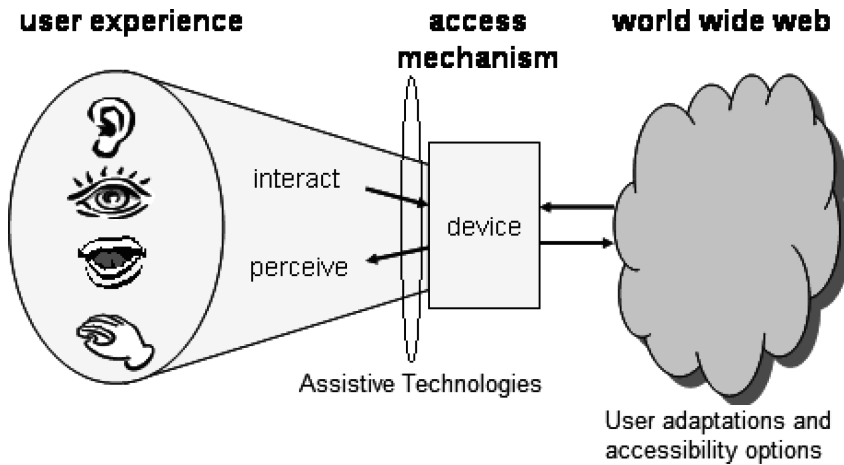 user experience
access
mechanism
world wide web
interact
perceive
device
Assistive Technologies
User adaptations and
accessibility options